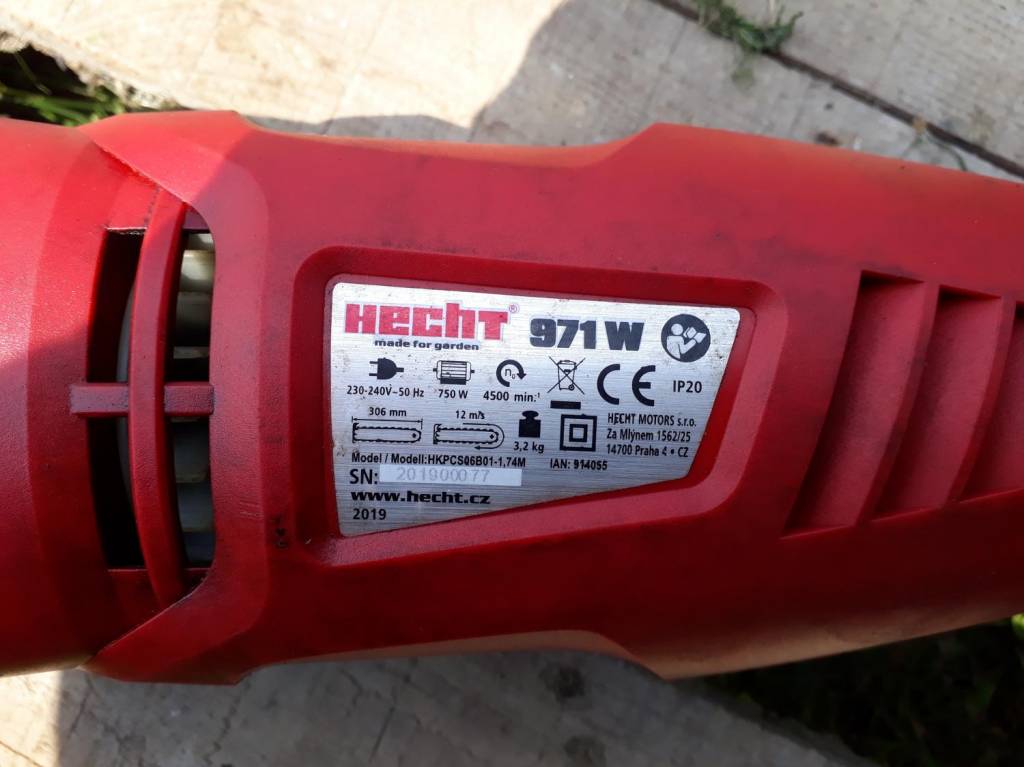 Hecht® 971 W
made for garden
230-240V~50 Hz 750 W n₀ 4500 min.⁻¹ CE IP20
306 mm 12 m/s 3,2 kg
HECHT MOTORS s.r.o.
Za Mlýnem 1562/25
14700 Praha 4 • CZ
Model / Modell:HKPCS06B01-1,74M IAN: 914055
SN: 201900077
www.hecht.cz
2019